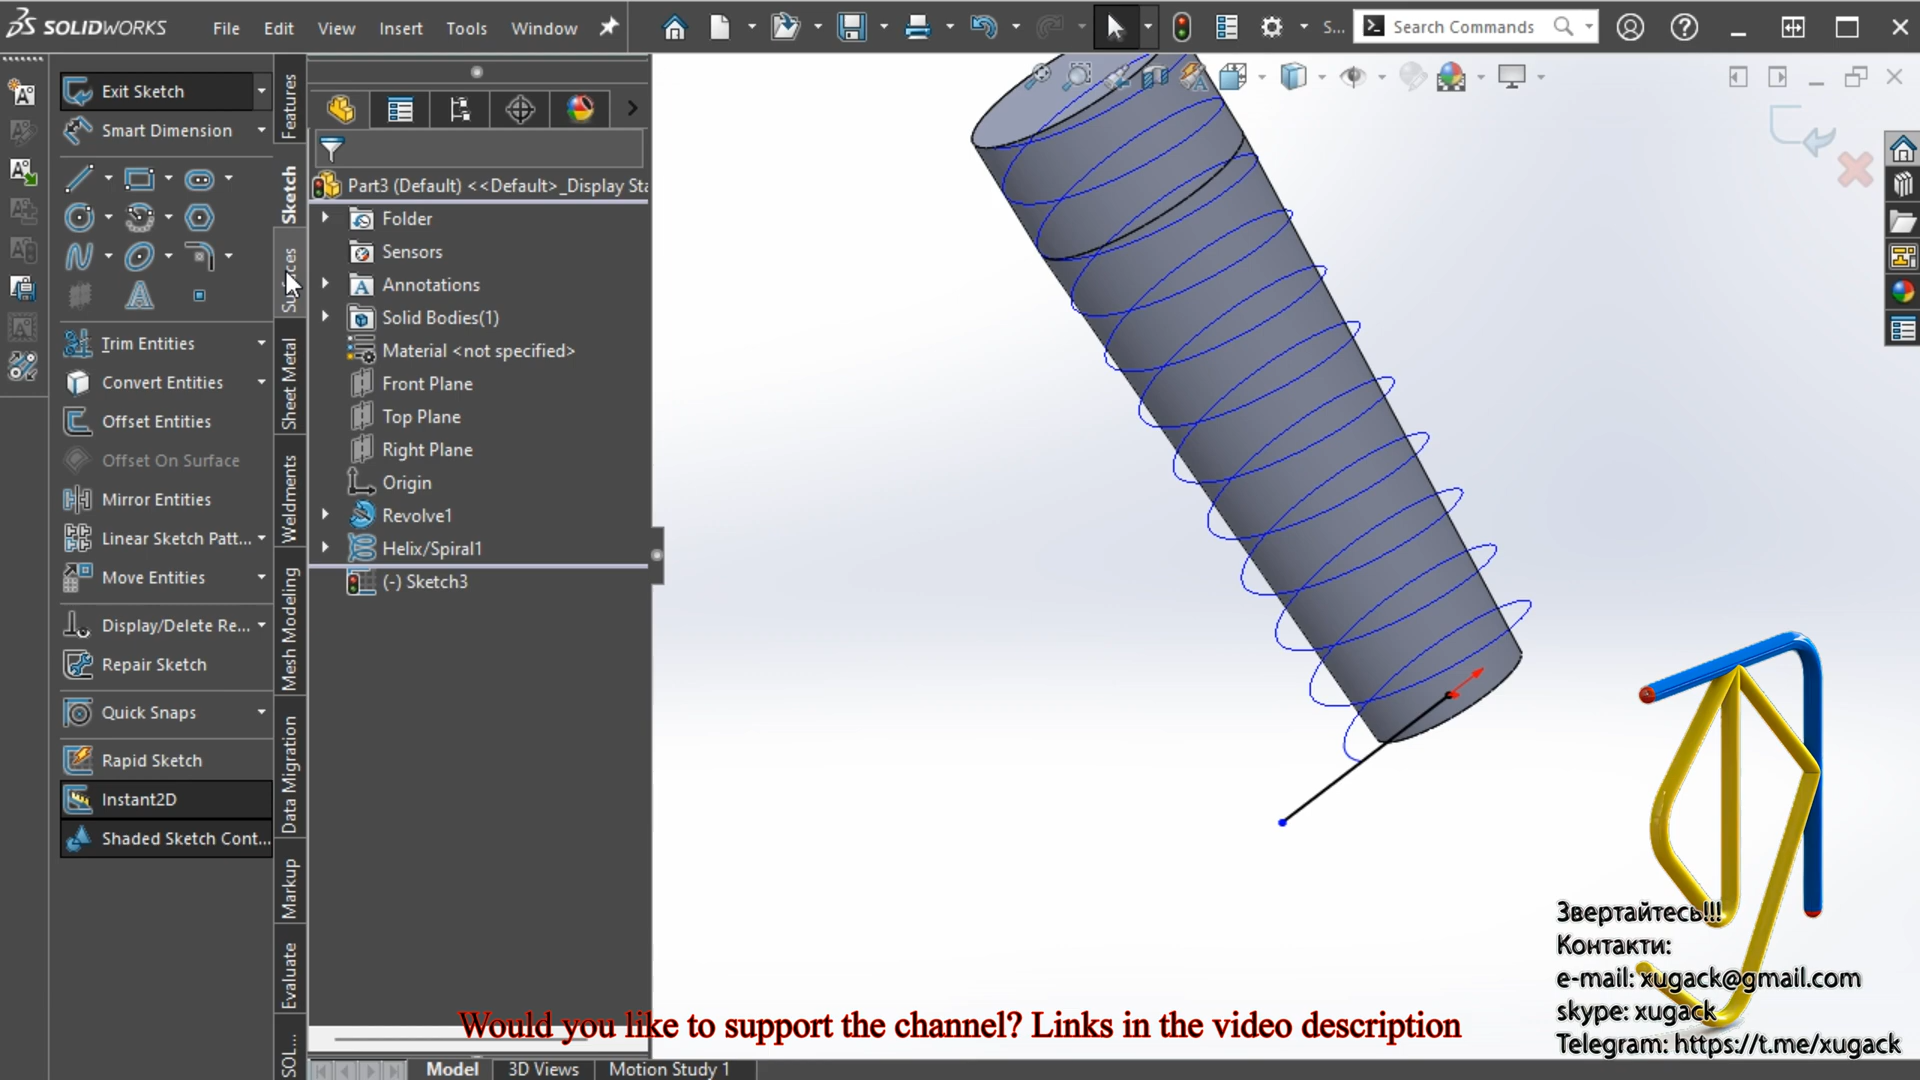 SOLIDWORKS
File Edit View Insert Tools Window
S...
Search Commands
Exit Sketch
Smart Dimension
Trim Entities
Convert Entities
Offset Entities
Offset On Surface
Mirror Entities
Linear Sketch Patt...
Move Entities
Display/Delete Re...
Repair Sketch
Quick Snaps
Rapid Sketch
Instant2D
Shaded Sketch Cont...
Features
Sketch
Surfaces
Sheet Metal
Weldments
Mesh Modeling
Data Migration
Markup
Evaluate
SOL...
Part3 (Default) <<Default>_Display Sta
Folder
Sensors
Annotations
Solid Bodies(1)
Material <not specified>
Front Plane
Top Plane
Right Plane
Origin
Revolve1
Helix/Spiral1
(-) Sketch3
Звертайтесь!!!
Контакти:
e-mail: xugack@gmail.com
skype: xugack
Telegram: https://t.me/xugack
Would you like to support the channel? Links in the video description
Model 3D Views Motion Study 1